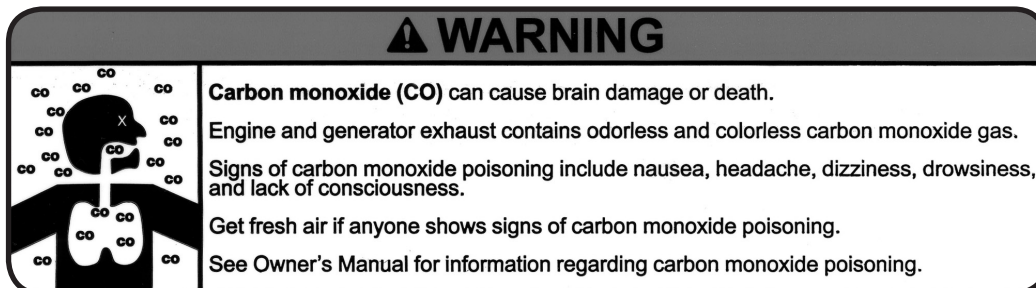 ⚠ WARNING
CO
CO CO CO
CO
X CO
CO
CO
CO CO
CO CO CO
CO
CO CO
CO CO
CO CO
Carbon monoxide (CO) can cause brain damage or death.
Engine and generator exhaust contains odorless and colorless carbon monoxide gas.
Signs of carbon monoxide poisoning include nausea, headache, dizziness, drowsiness,
and lack of consciousness.
Get fresh air if anyone shows signs of carbon monoxide poisoning.
See Owner's Manual for information regarding carbon monoxide poisoning.